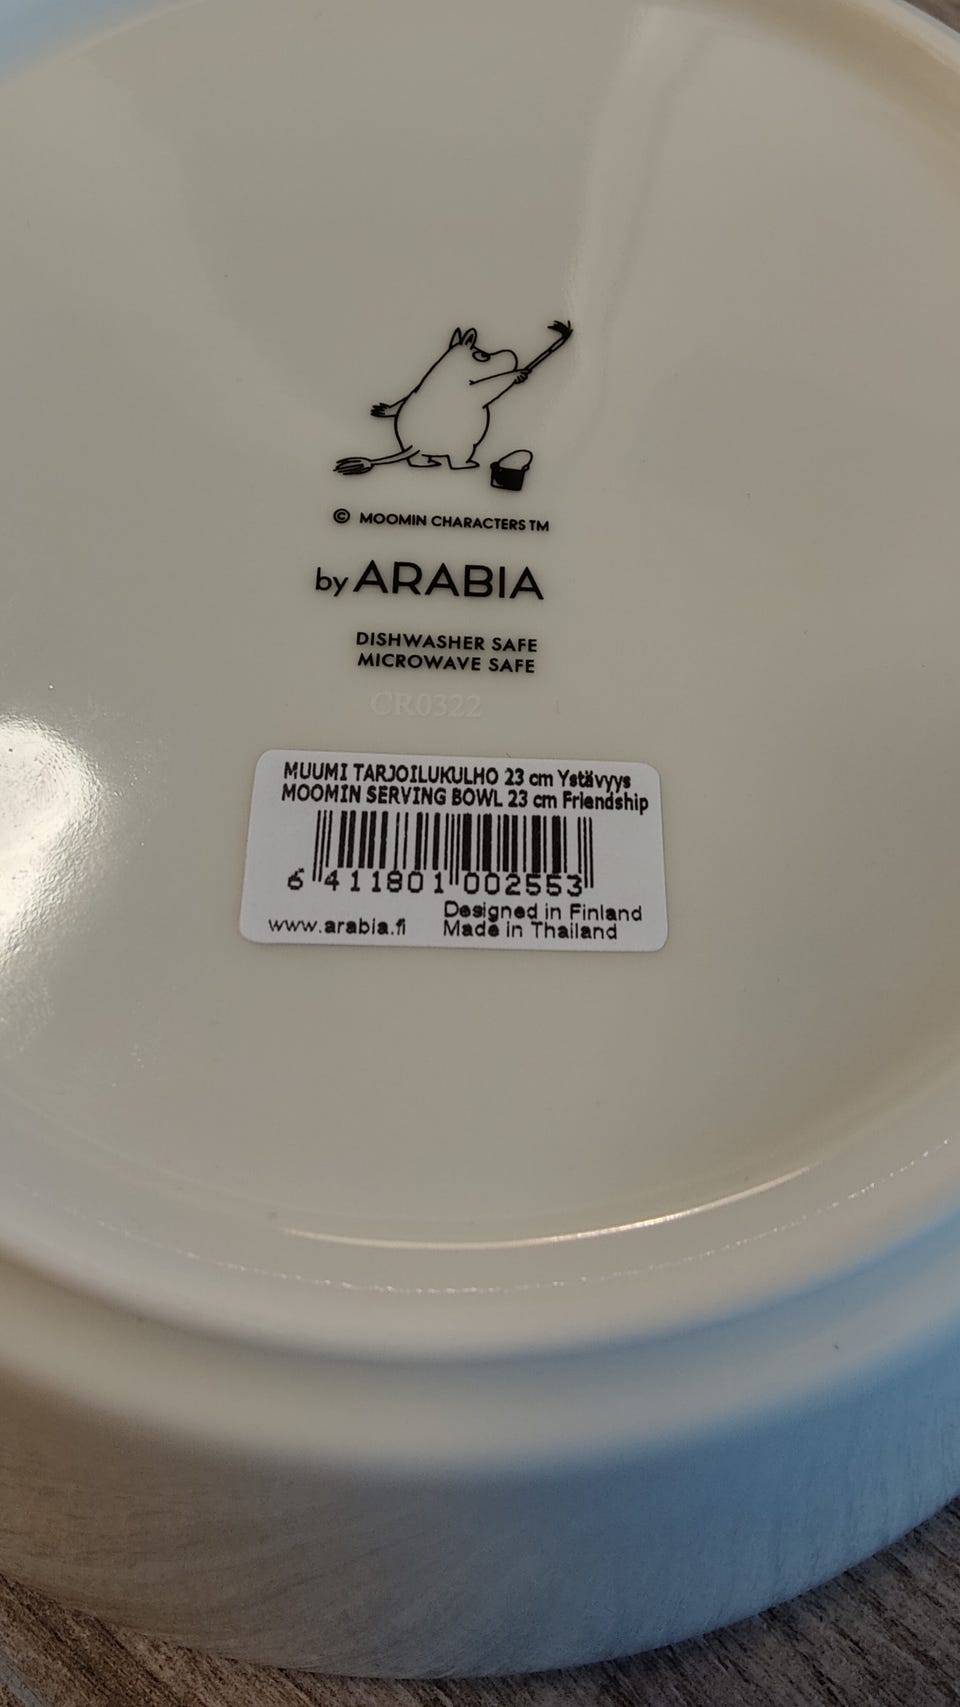 © MOOMIN CHARACTERS TM
by ARABIA
DISHWASHER SAFE
MICROWAVE SAFE
CR0322
MUUMI TARJOILUKULHO 23 cm Ystävyys
MOOMIN SERVING BOWL 23 cm Friendship
6 411801 002553
Designed in Finland
www.arabia.fi Made in Thailand